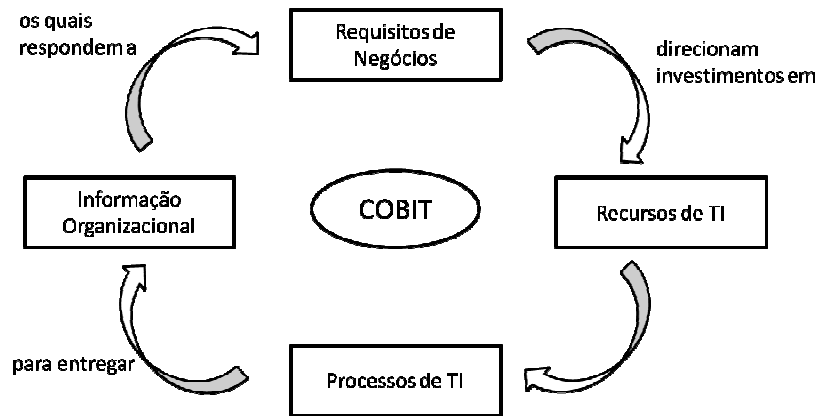 os quais
respondem a
Requisitos de
Negócios
direcionam
investimentos em
Informação
Organizacional
COBIT
Recursos de TI
para entregar
Processos de TI